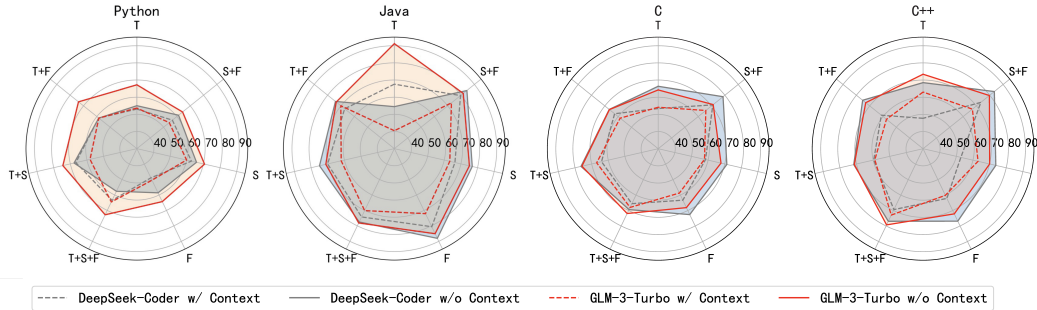 Python
Java
C
C++
T
T
T
T
T+F
S+F
T+F
S+F
T+F
S+F
T+F
S+F
40 50 60 70 80 90
40 50 60 70 80 90
40 50 60 70 80 90
40 50 60 70 80 90
T+S
S
T+S
S
T+S
S
T+S
S
T+S+F
F
T+S+F
F
T+S+F
F
T+S+F
F
DeepSeek-Coder w/ Context
DeepSeek-Coder w/o Context
GLM-3-Turbo w/ Context
GLM-3-Turbo w/o Context